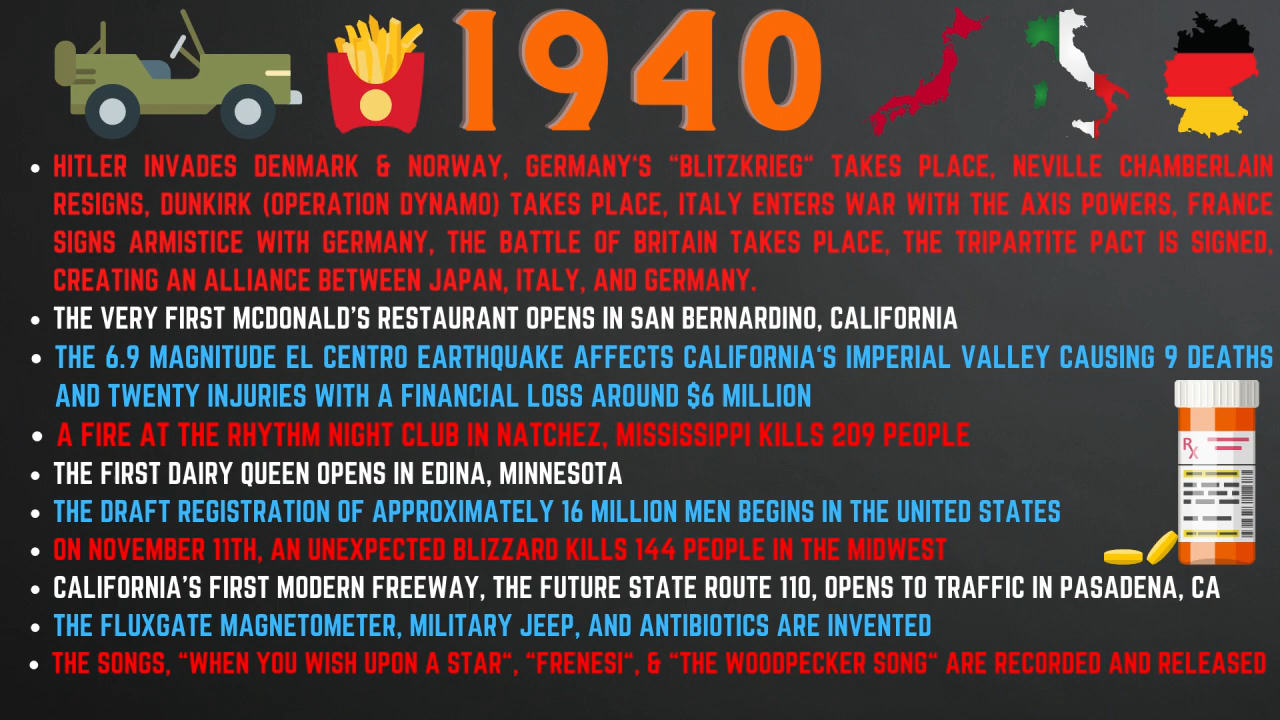 1940
• HITLER INVADES DENMARK & NORWAY, GERMANY‘S “BLITZKRIEG“ TAKES PLACE, NEVILLE CHAMBERLAIN
RESIGNS, DUNKIRK (OPERATION DYNAMO) TAKES PLACE, ITALY ENTERS WAR WITH THE AXIS POWERS, FRANCE
SIGNS ARMISTICE WITH GERMANY, THE BATTLE OF BRITAIN TAKES PLACE, THE TRIPARTITE PACT IS SIGNED,
CREATING AN ALLIANCE BETWEEN JAPAN, ITALY, AND GERMANY.
• THE VERY FIRST MCDONALD’S RESTAURANT OPENS IN SAN BERNARDINO, CALIFORNIA
• THE 6.9 MAGNITUDE EL CENTRO EARTHQUAKE AFFECTS CALIFORNIA‘S IMPERIAL VALLEY CAUSING 9 DEATHS
AND TWENTY INJURIES WITH A FINANCIAL LOSS AROUND $6 MILLION
• A FIRE AT THE RHYTHM NIGHT CLUB IN NATCHEZ, MISSISSIPPI KILLS 209 PEOPLE
• THE FIRST DAIRY QUEEN OPENS IN EDINA, MINNESOTA
• THE DRAFT REGISTRATION OF APPROXIMATELY 16 MILLION MEN BEGINS IN THE UNITED STATES
• ON NOVEMBER 11TH, AN UNEXPECTED BLIZZARD KILLS 144 PEOPLE IN THE MIDWEST
• CALIFORNIA’S FIRST MODERN FREEWAY, THE FUTURE STATE ROUTE 110, OPENS TO TRAFFIC IN PASADENA, CA
• THE FLUXGATE MAGNETOMETER, MILITARY JEEP, AND ANTIBIOTICS ARE INVENTED
• THE SONGS, “WHEN YOU WISH UPON A STAR“, “FRENESI“, & “THE WOODPECKER SONG“ ARE RECORDED AND RELEASED
Rx